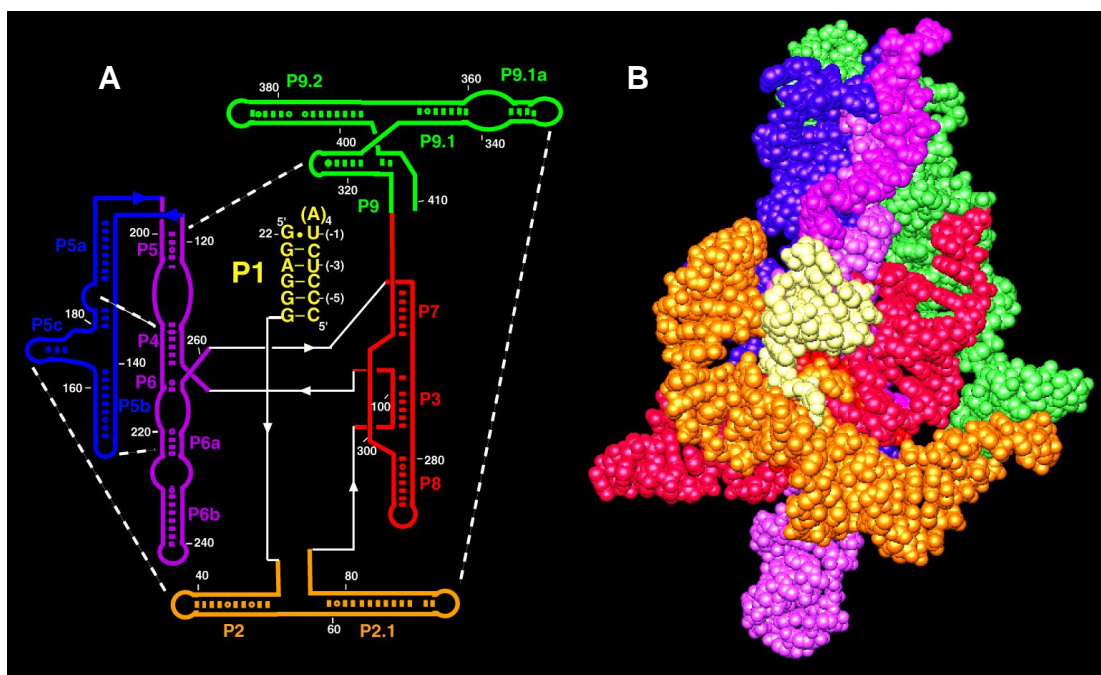 A
B
P9.2
380
360
P9.1a
400
P9.1
340
320
P9
410
P5a
200
P5
120
(A)4
5'
22 G • U (-1)
G – C
A – U (-3)
G – C
G – C (-5)
G – C
5'
P1
P7
180
P5c
P4
260
140
P6
160
P5b
100
P3
220
P6a
300
280
P8
P6b
240
40
80
P2
60
P2.1